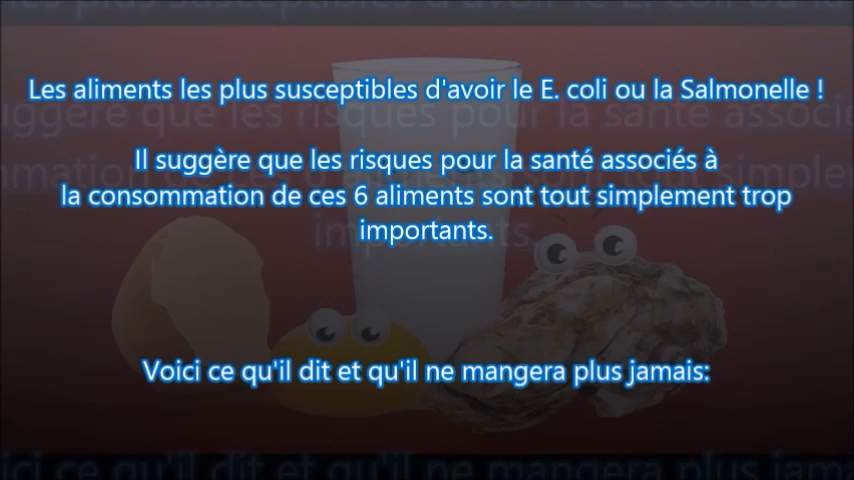 Les aliments les plus susceptibles d'avoir le E. coli ou la Salmonelle !
Il suggère que les risques pour la santé associés à
la consommation de ces 6 aliments sont tout simplement trop
importants.
Voici ce qu'il dit et qu'il ne mangera plus jamais: